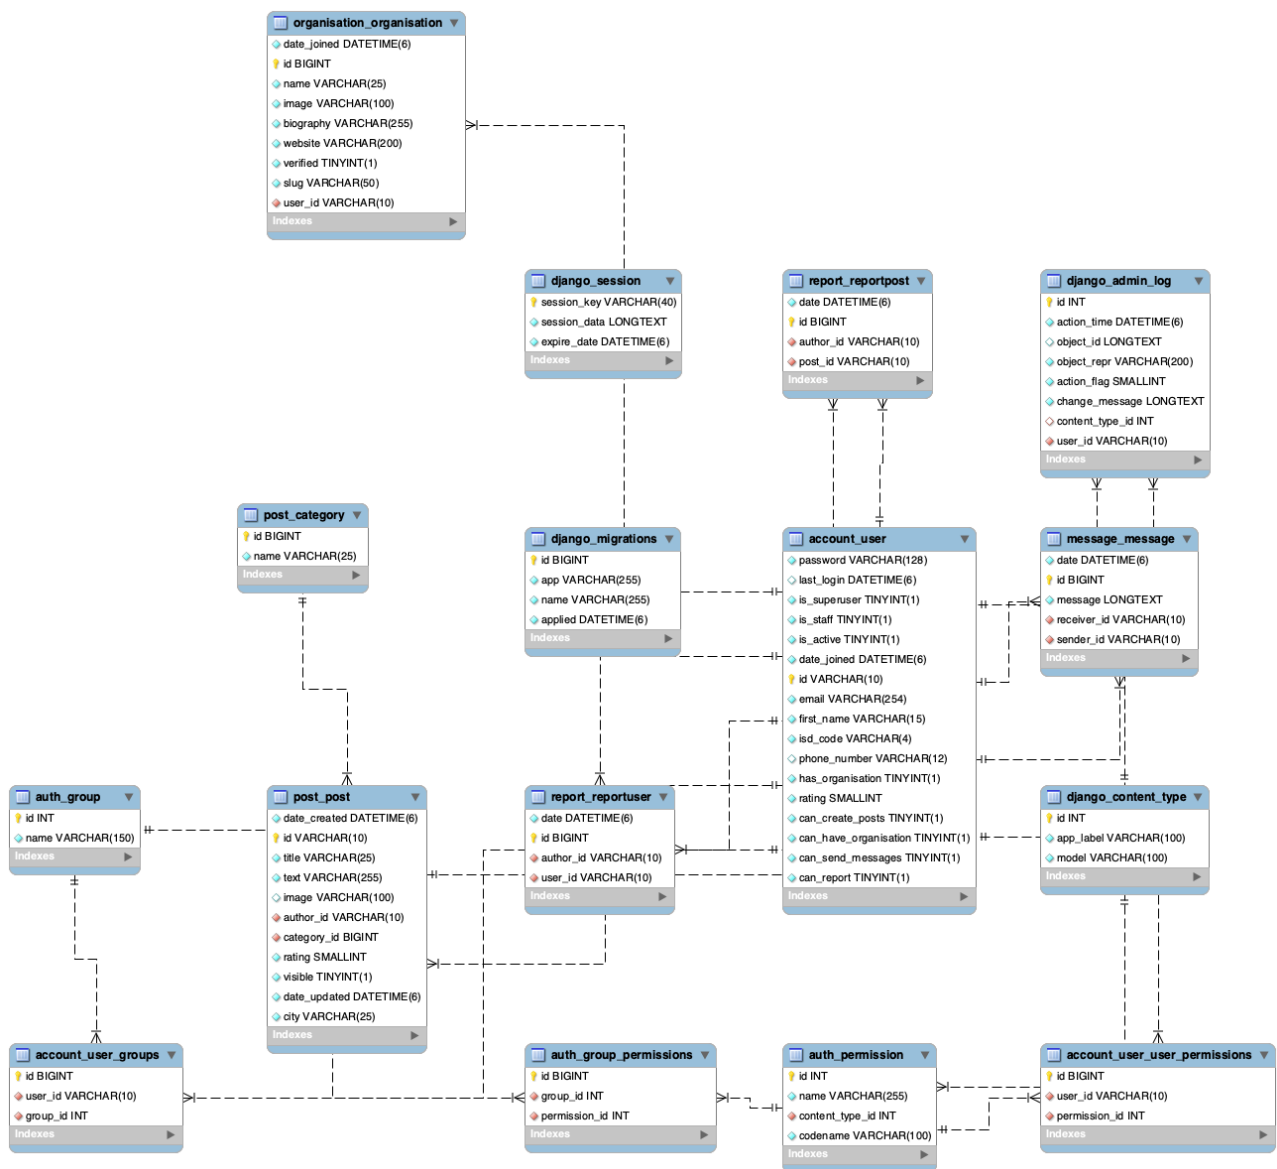 organisation_organisation
date_joined DATETIME(6)
id BIGINT
name VARCHAR(25)
image VARCHAR(100)
biography VARCHAR(255)
website VARCHAR(200)
verified TINYINT(1)
slug VARCHAR(50)
user_id VARCHAR(10)
Indexes
django_session
session_key VARCHAR(40)
session_data LONGTEXT
expire_date DATETIME(6)
Indexes
report_reportpost
date DATETIME(6)
id BIGINT
author_id VARCHAR(10)
post_id VARCHAR(10)
Indexes
django_admin_log
id INT
action_time DATETIME(6)
object_id LONGTEXT
object_repr VARCHAR(200)
action_flag SMALLINT
change_message LONGTEXT
content_type_id INT
user_id VARCHAR(10)
Indexes
post_category
id BIGINT
name VARCHAR(25)
Indexes
django_migrations
id BIGINT
app VARCHAR(255)
name VARCHAR(255)
applied DATETIME(6)
Indexes
account_user
password VARCHAR(128)
last_login DATETIME(6)
is_superuser TINYINT(1)
is_staff TINYINT(1)
is_active TINYINT(1)
date_joined DATETIME(6)
id VARCHAR(10)
email VARCHAR(254)
first_name VARCHAR(15)
isd_code VARCHAR(4)
phone_number VARCHAR(12)
has_organisation TINYINT(1)
rating SMALLINT
can_create_posts TINYINT(1)
can_have_organisation TINYINT(1)
can_send_messages TINYINT(1)
can_report TINYINT(1)
Indexes
message_message
date DATETIME(6)
id BIGINT
message LONGTEXT
receiver_id VARCHAR(10)
sender_id VARCHAR(10)
Indexes
auth_group
id INT
name VARCHAR(150)
Indexes
post_post
date_created DATETIME(6)
id VARCHAR(10)
title VARCHAR(25)
text VARCHAR(255)
image VARCHAR(100)
author_id VARCHAR(10)
category_id BIGINT
rating SMALLINT
visible TINYINT(1)
date_updated DATETIME(6)
city VARCHAR(25)
Indexes
report_reportuser
date DATETIME(6)
id BIGINT
author_id VARCHAR(10)
user_id VARCHAR(10)
Indexes
django_content_type
id INT
app_label VARCHAR(100)
model VARCHAR(100)
Indexes
account_user_groups
id BIGINT
user_id VARCHAR(10)
group_id INT
Indexes
auth_group_permissions
id BIGINT
group_id INT
permission_id INT
Indexes
auth_permission
id INT
name VARCHAR(255)
content_type_id INT
codename VARCHAR(100)
Indexes
account_user_user_permissions
id BIGINT
user_id VARCHAR(10)
permission_id INT
Indexes